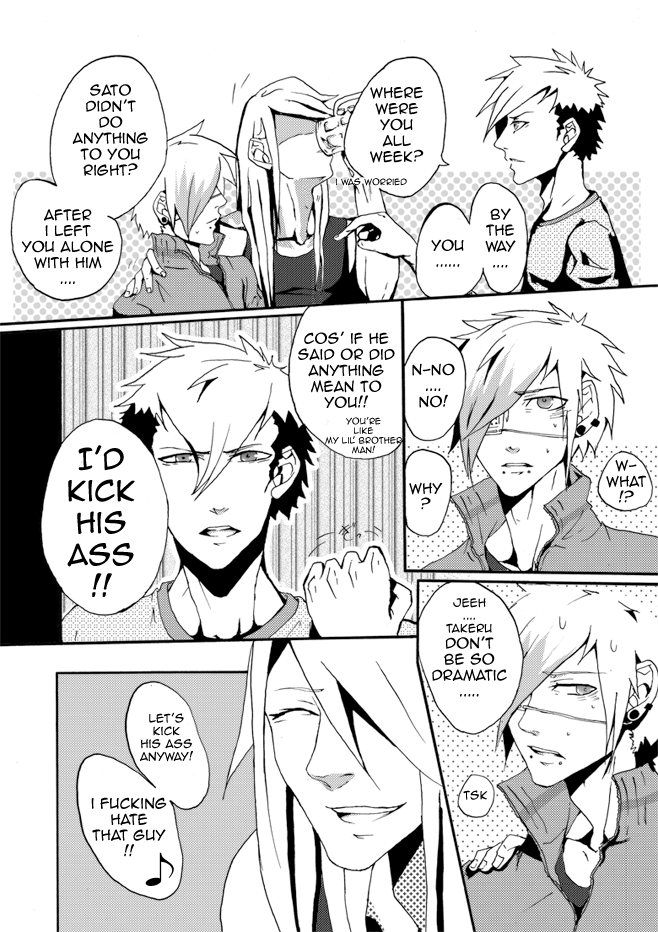 SATO
DIDN'T
DO
ANYTHING
TO YOU
RIGHT?
AFTER
I LEFT
YOU ALONE
WITH HIM
....
WHERE
WERE
YOU
ALL
WEEK?
I WAS WORRIED
BY
THE
WAY
....
YOU
......
COS' IF HE
SAID OR DID
ANYTHING
MEAN TO
YOU!!
YOU'RE
LIKE
MY LIL' BROTHER
MAN!
I'D
KICK
HIS
ASS
!!
N-NO
....
NO!
WHY
?
W-
WHAT
!?
JEEH
....
TAKERU
DON'T
BE SO
DRAMATIC
.....
TSK
LET'S
KICK
HIS ASS
ANYWAY!
I FUCKING
HATE
THAT GUY
!!
♪